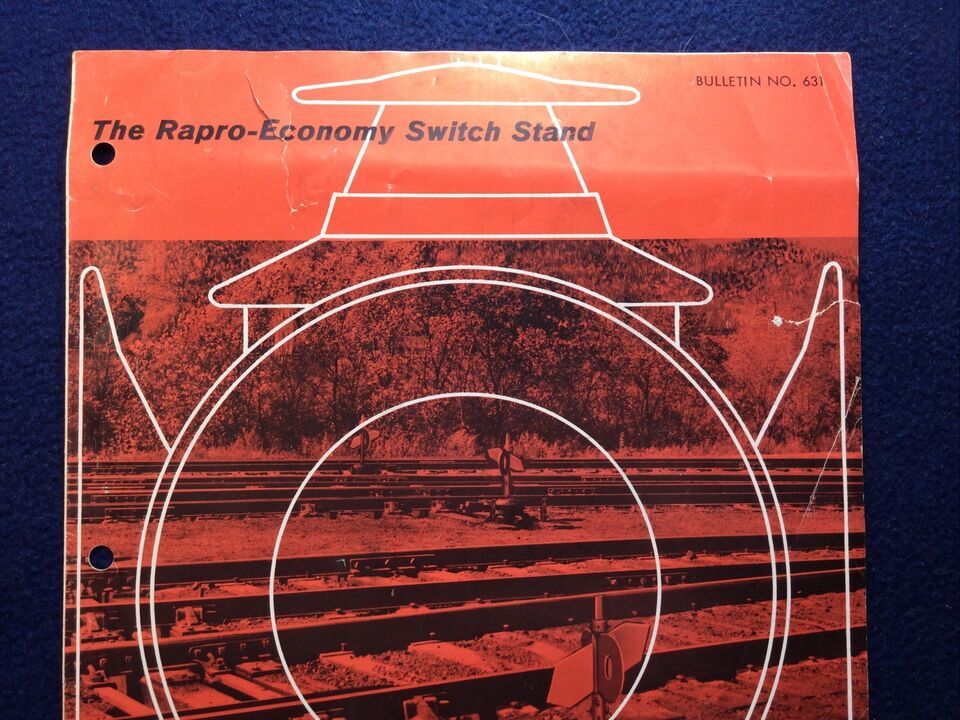 BULLETIN NO. 631
The Rapro-Economy Switch Stand